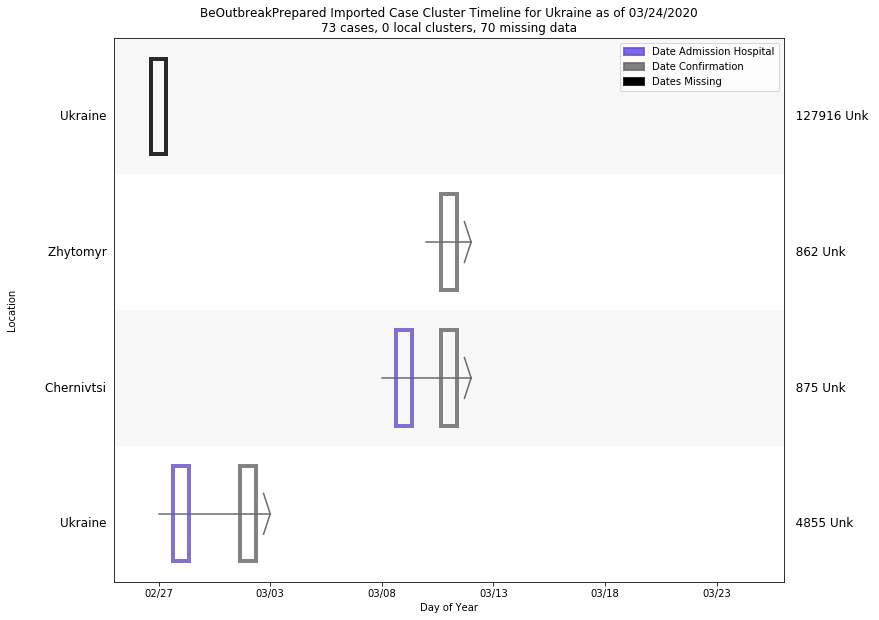 BeOutbreakPrepared Imported Case Cluster Timeline for Ukraine as of 03/24/2020
73 cases, 0 local clusters, 70 missing data
Date Admission Hospital
Date Confirmation
Dates Missing
Ukraine
127916 Unk
Zhytomyr
862 Unk
Location
Chernivtsi
875 Unk
Ukraine
4855 Unk
02/27 03/03 03/08 03/13 03/18 03/23
Day of Year